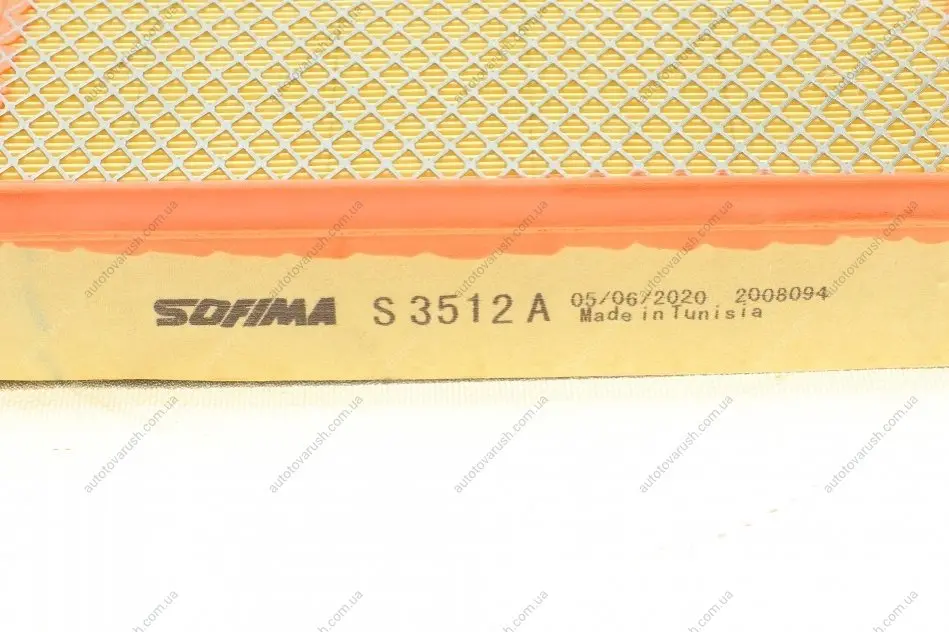 SOFIMA S 3512 A 05/06/2020 2008094
Made in Tunisia
autotovarush.com.ua